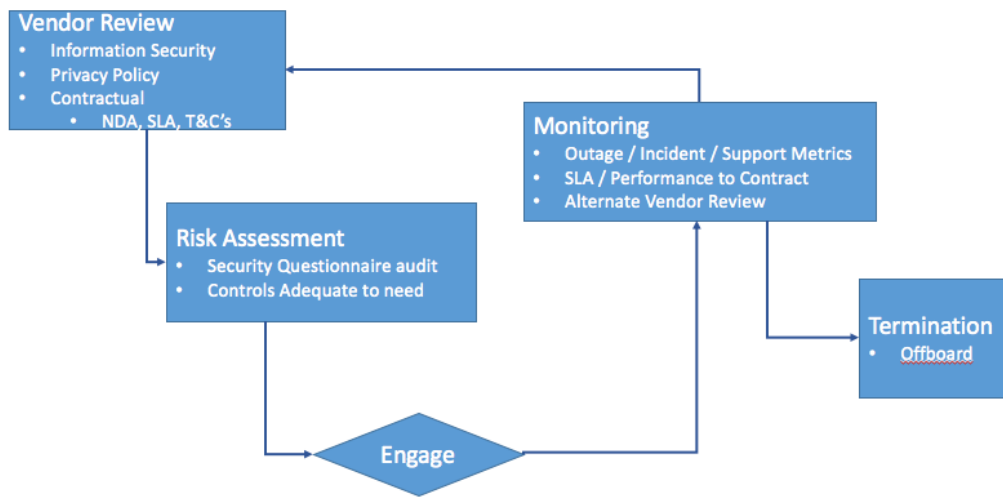 Vendor Review
• Information Security
• Privacy Policy
• Contractual
• NDA, SLA, T&C's
Risk Assessment
• Security Questionnaire audit
• Controls Adequate to need
Engage
Monitoring
• Outage / Incident / Support Metrics
• SLA / Performance to Contract
• Alternate Vendor Review
Termination
• Offboard